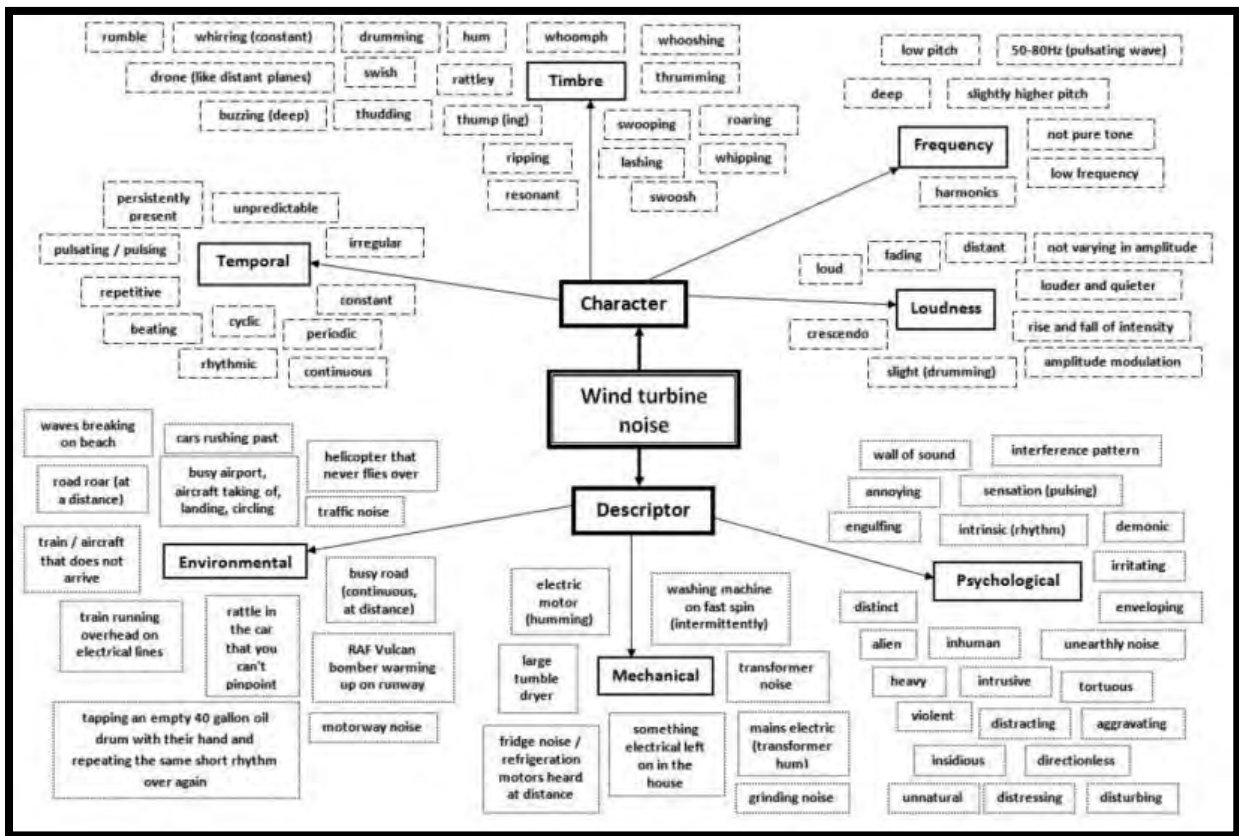 rumble
whirring (constant)
drumming
hum
whoomph
whooshing
drone (like distant planes)
swish
rattley
Timbre
thrumming
buzzing (deep)
thudding
thump (ing)
swooping
roaring
ripping
lashing
whipping
resonant
swoosh
low pitch
50-80Hz (pulsating wave)
deep
slightly higher pitch
Frequency
not pure tone
low frequency
harmonics
persistently
present
unpredictable
pulsating / pulsing
Temporal
irregular
repetitive
constant
beating
cyclic
periodic
rhythmic
continuous
Character
loud
fading
distant
not varying in amplitude
Loudness
louder and quieter
crescendo
rise and fall of intensity
slight (drumming)
amplitude modulation
Wind turbine
noise
Descriptor
waves breaking
on beach
cars rushing past
helicopter that
never flies over
road roar (at
a distance)
busy airport,
aircraft taking of,
landing, circling
traffic noise
train / aircraft
that does not
arrive
Environmental
busy road
(continuous,
at distance)
train running
overhead on
electrical lines
rattle in
the car
that you
can't
pinpoint
RAF Vulcan
bomber warming
up on runway
tapping an empty 40 gallon oil
drum with their hand and
repeating the same short rhythm
over again
motorway noise
electric
motor
(humming)
washing machine
on fast spin
(intermittently)
large
tumble
dryer
Mechanical
transformer
noise
fridge noise /
refrigeration
motors heard
at distance
something
electrical left
on in the
house
mains electric
(transformer
hum)
grinding noise
wall of sound
interference pattern
annoying
sensation (pulsing)
engulfing
intrinsic (rhythm)
demonic
Psychological
irritating
distinct
enveloping
alien
inhuman
unearthly noise
heavy
intrusive
tortuous
violent
distracting
aggravating
insidious
directionless
unnatural
distressing
disturbing